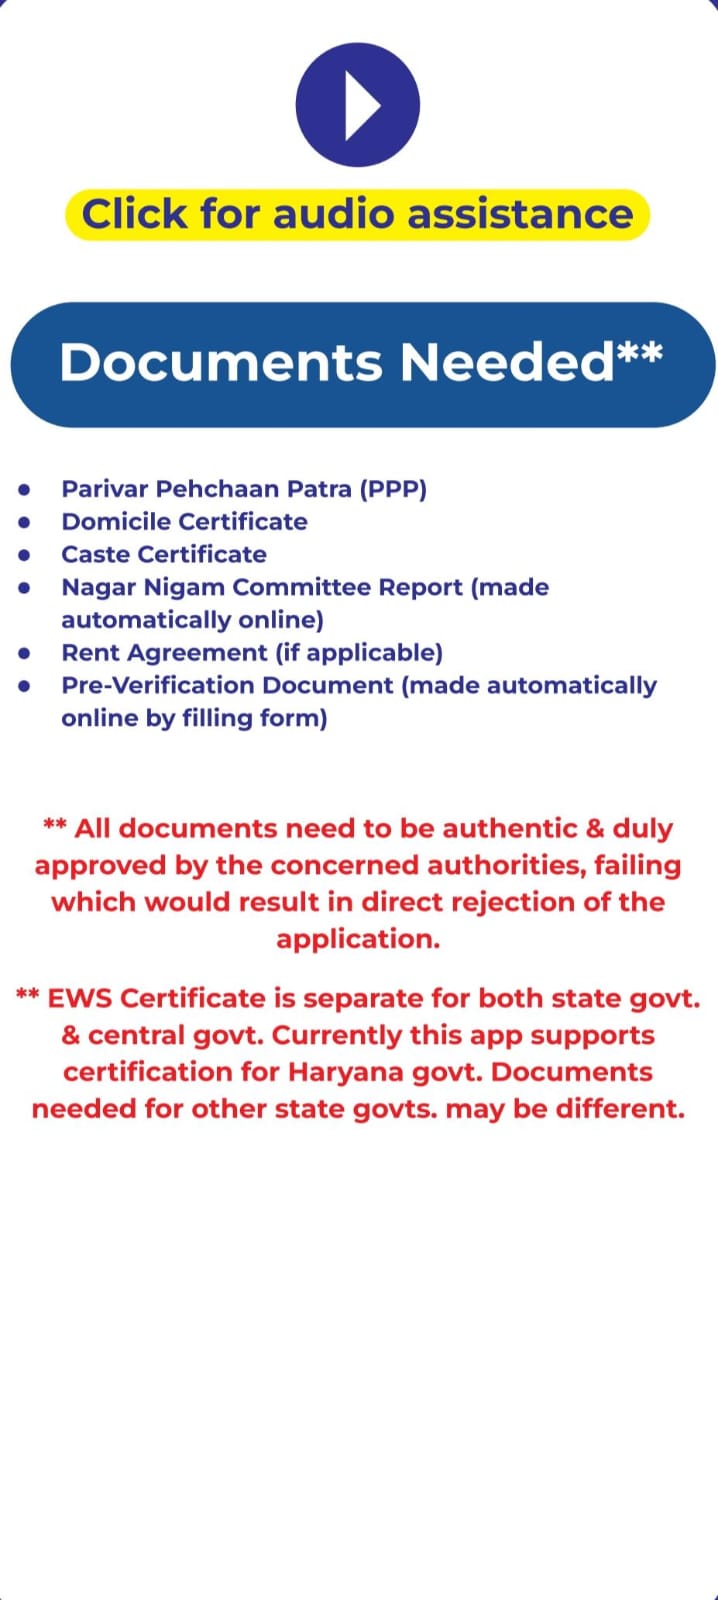 Click for audio assistance
Documents Needed**
● Parivar Pehchaan Patra (PPP)
● Domicile Certificate
● Caste Certificate
● Nagar Nigam Committee Report (made
automatically online)
● Rent Agreement (if applicable)
● Pre-Verification Document (made automatically
online by filling form)
** All documents need to be authentic & duly
approved by the concerned authorities, failing
which would result in direct rejection of the
application.
** EWS Certificate is separate for both state govt.
& central govt. Currently this app supports
certification for Haryana govt. Documents
needed for other state govts. may be different.